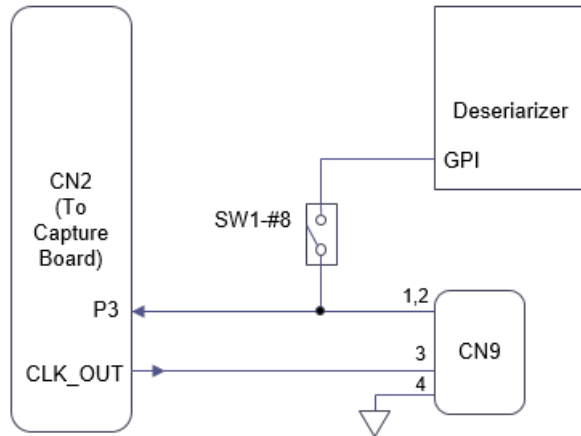 Deseriarizer
GPI
CN2
(To
Capture
Board)
SW1-#8
P3
1,2
CN9
3
CLK_OUT
4